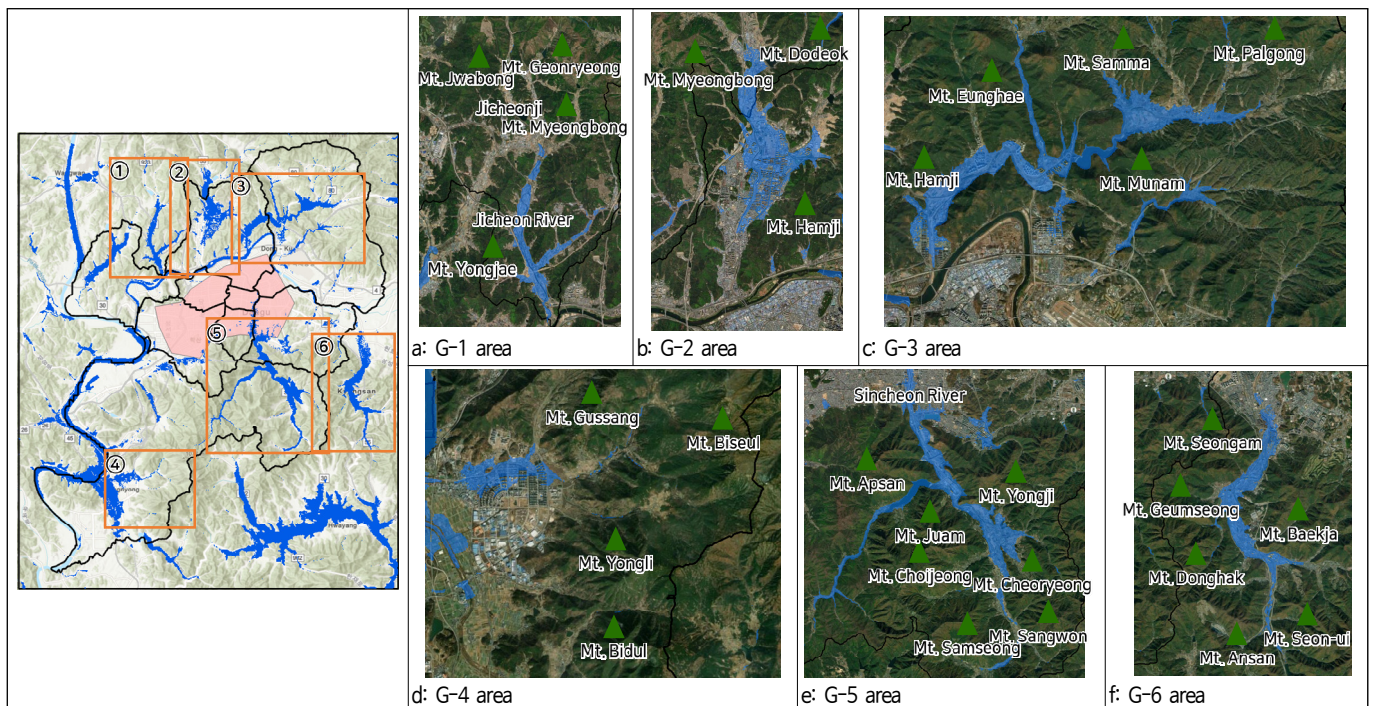 ①
②
③
④
⑤
⑥
30
80
45
Mt. Jwabong
Mt. Geonryeong
Jicheonji
Mt. Myeongbong
Jicheon River
Mt. Yongjae
a: G-1 area
Mt. Dodeok
Mt. Myeongbong
Mt. Hamji
b: G-2 area
Mt. Samma
Mt. Palgong
Mt. Eunghae
Mt. Hamji
Mt. Munam
c: G-3 area
Mt. Gussang
Mt. Biseul
Mt. Yongli
Mt. Bidul
d: G-4 area
Sincheon River
Mt. Apsan
Mt. Yongji
Mt. Juam
Mt. Choijeong
Mt. Cheoryeong
Mt. Sangwon
Mt. Samseong
e: G-5 area
Mt. Seongam
Mt. Geumseong
Mt. Baekja
Mt. Donghak
Mt. Seon-ui
Mt. Ansan
f: G-6 area